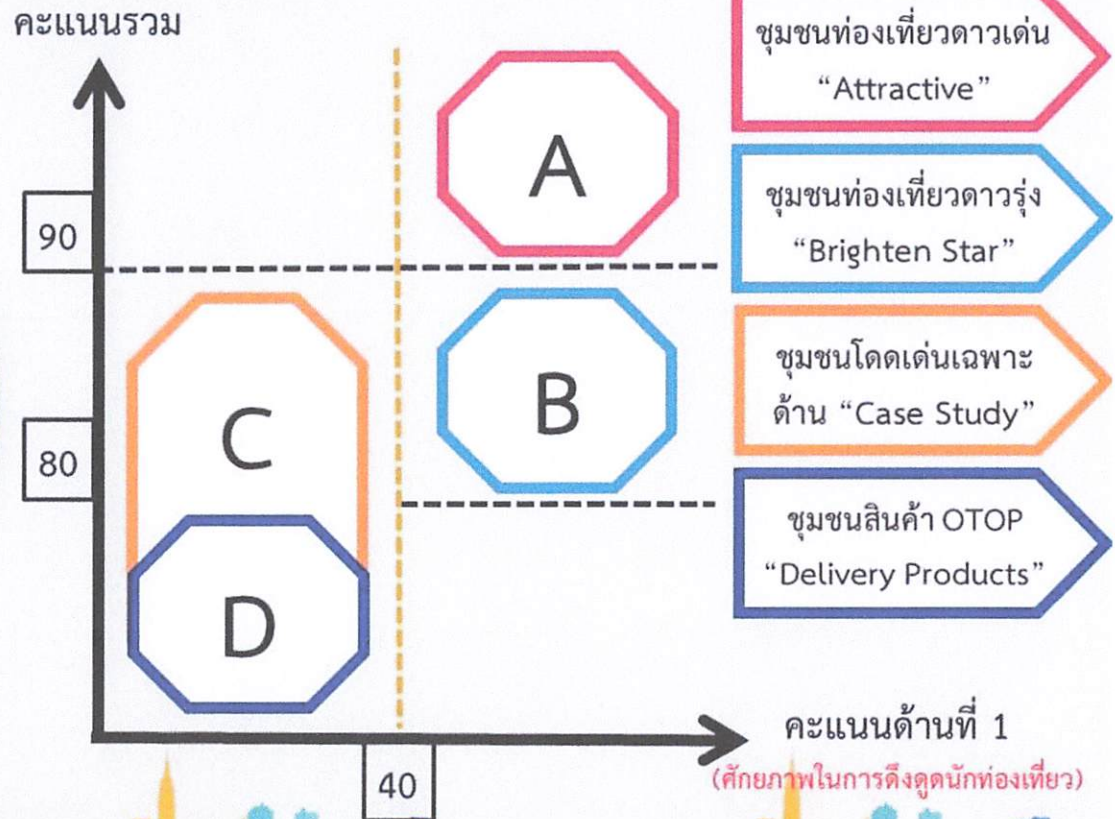 คะแนนรวม
90
80
40
A
B
C
D
ชุมชนท่องเที่ยวดาวเด่น
“Attractive”
ชุมชนท่องเที่ยวดาวรุ่ง
“Brighten Star”
ชุมชนโดดเด่นเฉพาะ
ด้าน “Case Study”
ชุมชนสินค้า OTOP
“Delivery Products”
คะแนนด้านที่ 1
(ศักยภาพในการดึงดูดนักท่องเที่ยว)